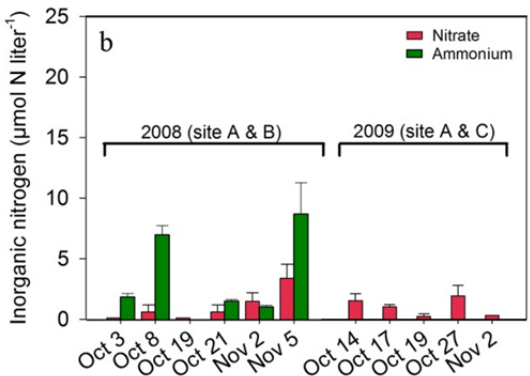 b
Nitrate
Ammonium
2008 (site A & B)
2009 (site A & C)
Inorganic nitrogen (µmol N liter⁻¹)
25
20
15
10
5
0
Oct 3
Oct 8
Oct 19
Oct 21
Nov 2
Nov 5
Oct 14
Oct 17
Oct 19
Oct 27
Nov 2